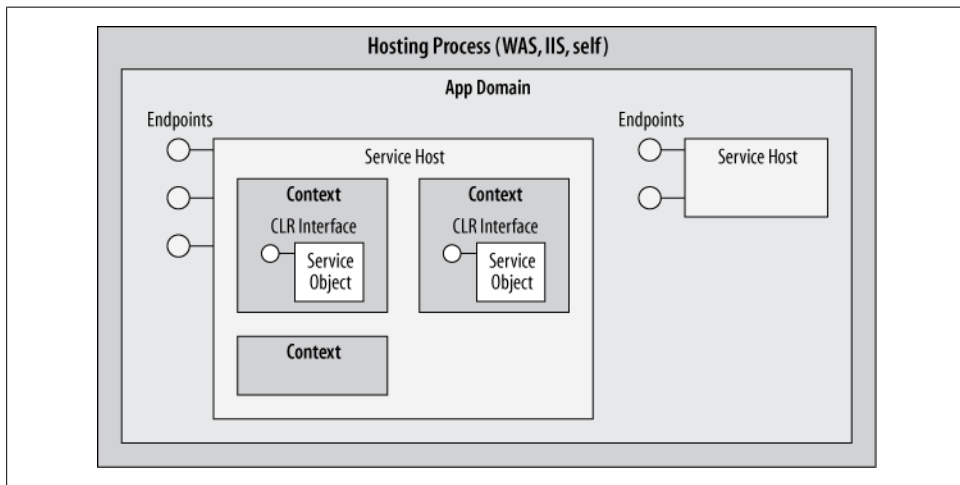 Hosting Process (WAS, IIS, self)
App Domain
Endpoints
Service Host
Context
CLR Interface
Service
Object
Context
CLR Interface
Service
Object
Context
Endpoints
Service Host